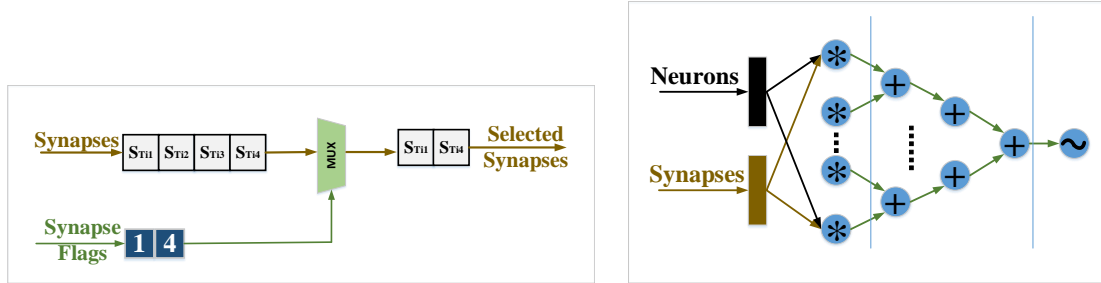 Synapses
STi1 STi2 STi3 STi4
MUX
STi1 STi4
Selected
Synapses
Synapse
Flags
1 4
Neurons
Synapses
*
*
*
*
+
+
+
+
+
~